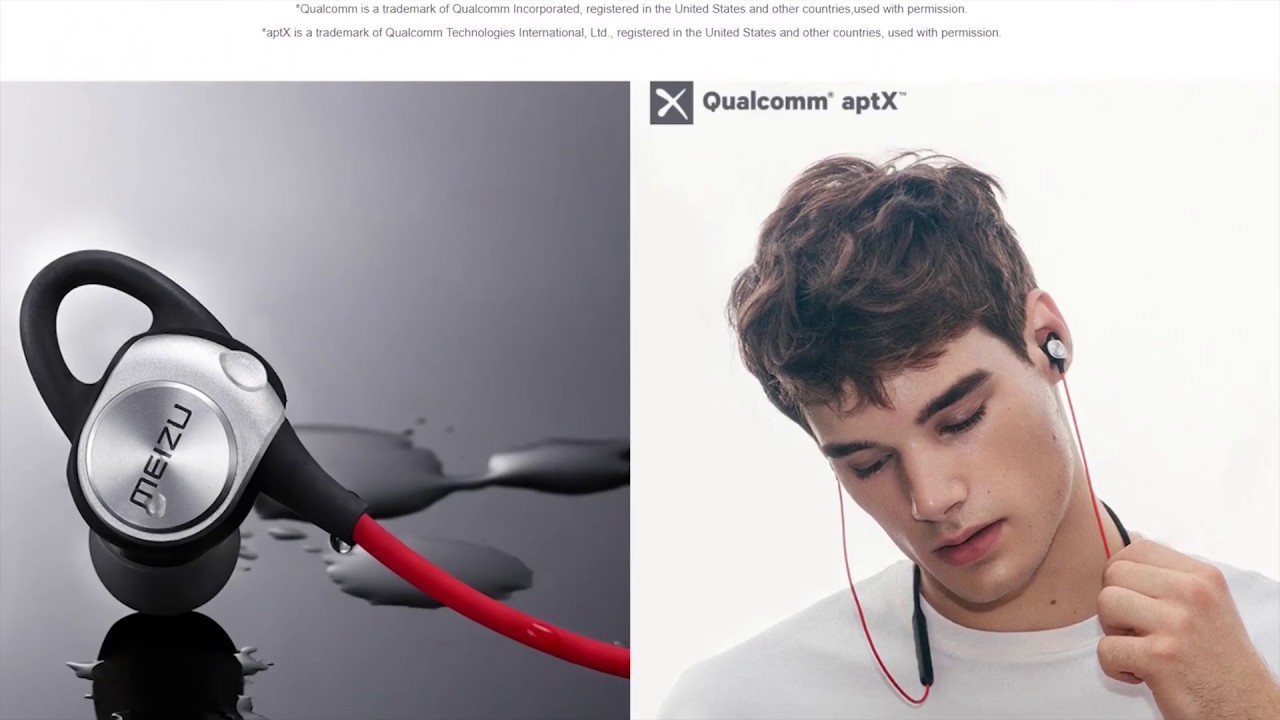 *Qualcomm is a trademark of Qualcomm Incorporated, registered in the United States and other countries,used with permission.
*aptX is a trademark of Qualcomm Technologies International, Ltd., registered in the United States and other countries, used with permission.
Qualcomm® aptX™
MEIZU